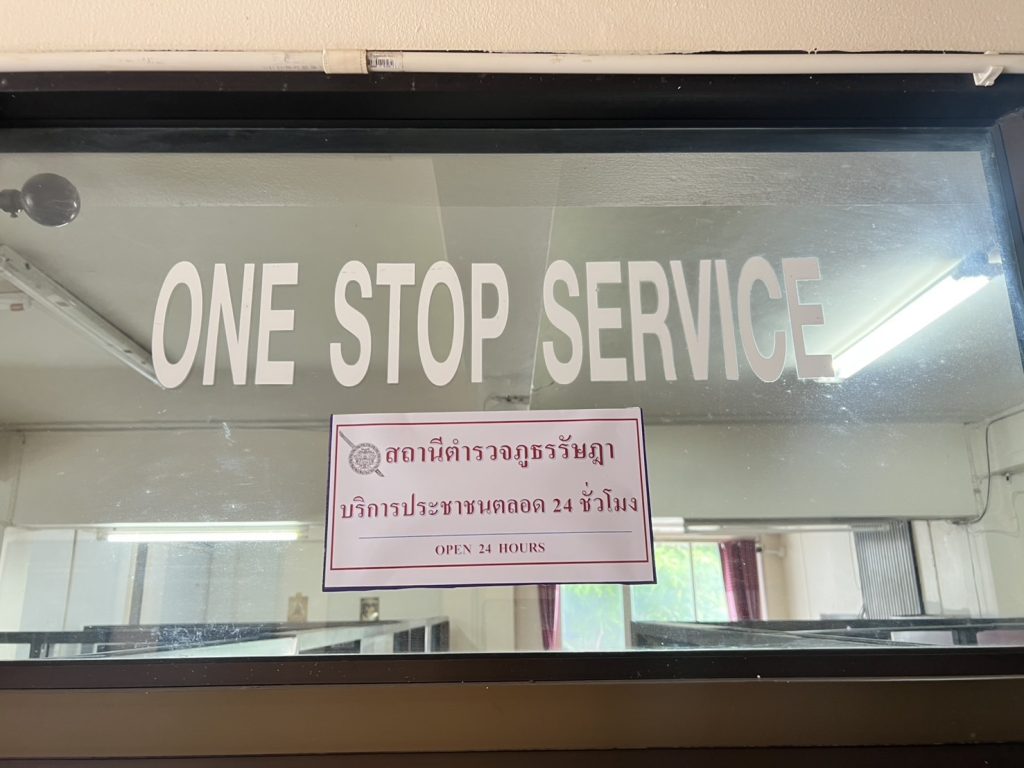 ONE STOP SERVICE
สถานีตำรวจภูธรรัษฎา
บริการประชาชนตลอด 24 ชั่วโมง
OPEN 24 HOURS